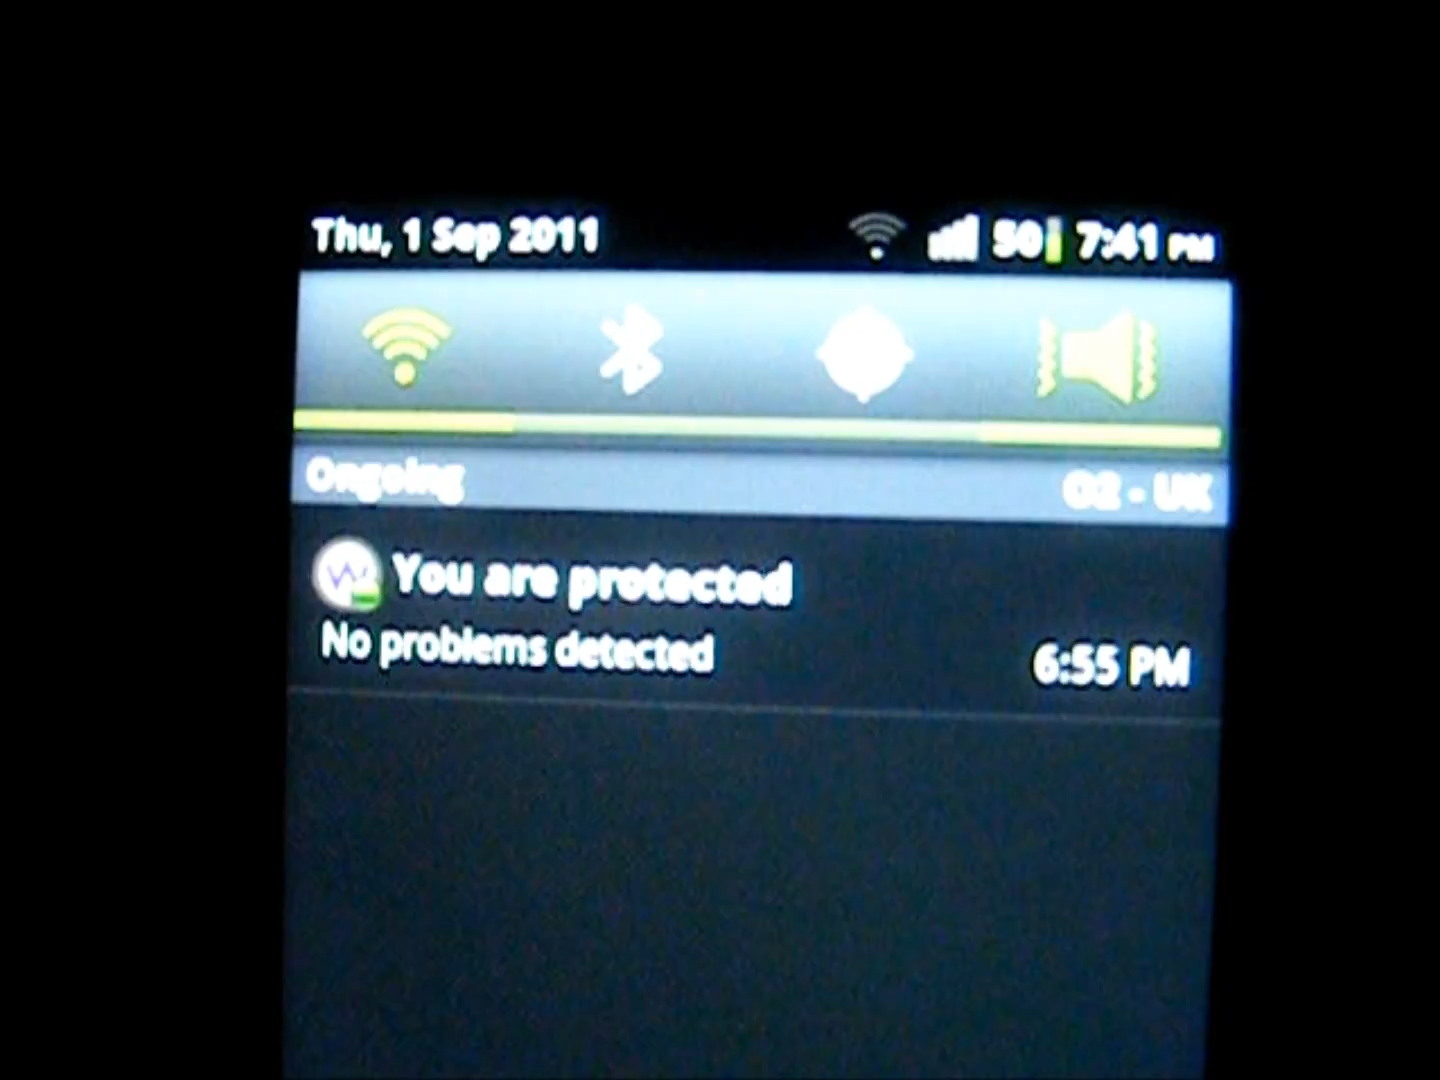 Thu, 1 Sep 2011 50 7:41 PM
Ongoing O2 - UK
You are protected
No problems detected 6:55 PM